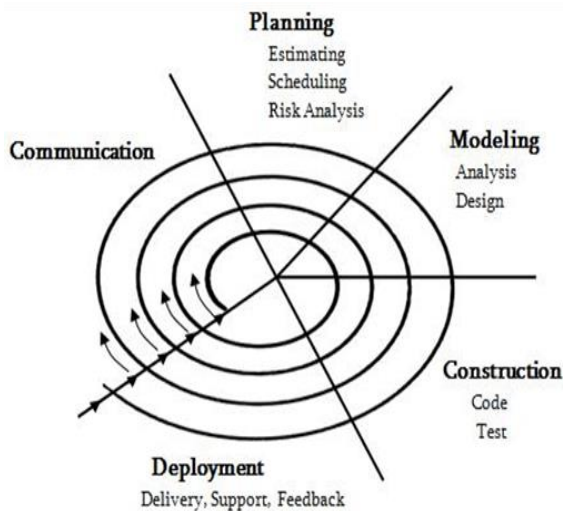 Planning
Estimating
Scheduling
Risk Analysis
Communication
Modeling
Analysis
Design
Construction
Code
Test
Deployment
Delivery, Support, Feedback